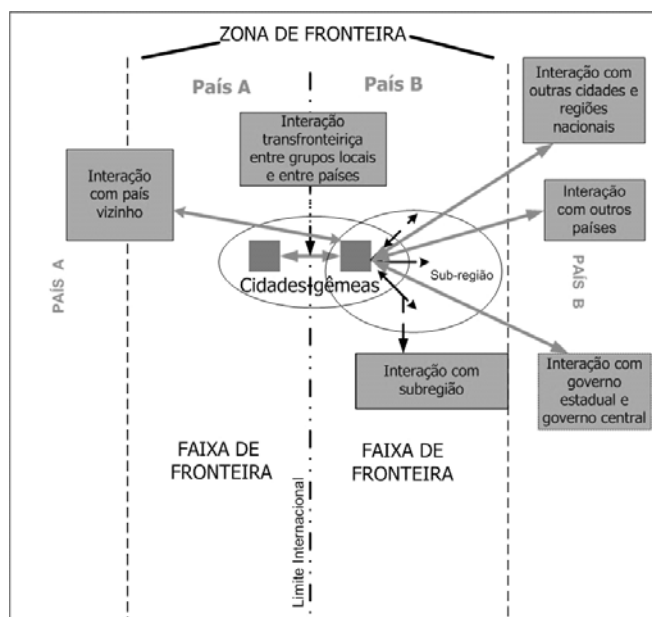 ZONA DE FRONTEIRA
País A
País B
Interação com
outras cidades e
regiões
nacionais
Interação
transfronteiriça
entre grupos locais
e entre países
Interação
com país
vizinho
Interação
com outros
países
Sub-região
Cidades-gêmeas
PAÍS A
PAÍS B
Interação com
subregião
Interação com
governo
estadual e
governo central
FAIXA DE
FRONTEIRA
FAIXA DE
FRONTEIRA
Limite Internacional